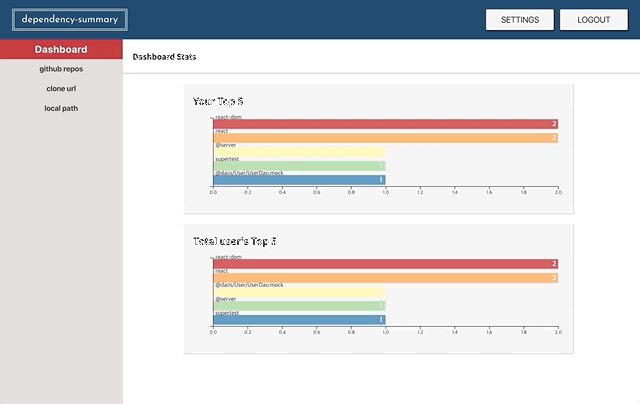 dependency-summary
SETTINGS
LOGOUT
Dashboard
github repos
clone url
local path
Dashboard Stats
Your Top 5
react-dom
2
react
2
@server
supertest
1
@daos/User/UserDao.mock
1
0.0 0.2 0.4 0.6 0.8 1.0 1.2 1.4 1.6 1.8 2.0
Total user's Top 5
react-dom
2
react
2
@daos/User/UserDao.mock
@server
1
supertest
1
0.0 0.2 0.4 0.6 0.8 1.0 1.2 1.4 1.6 1.8 2.0